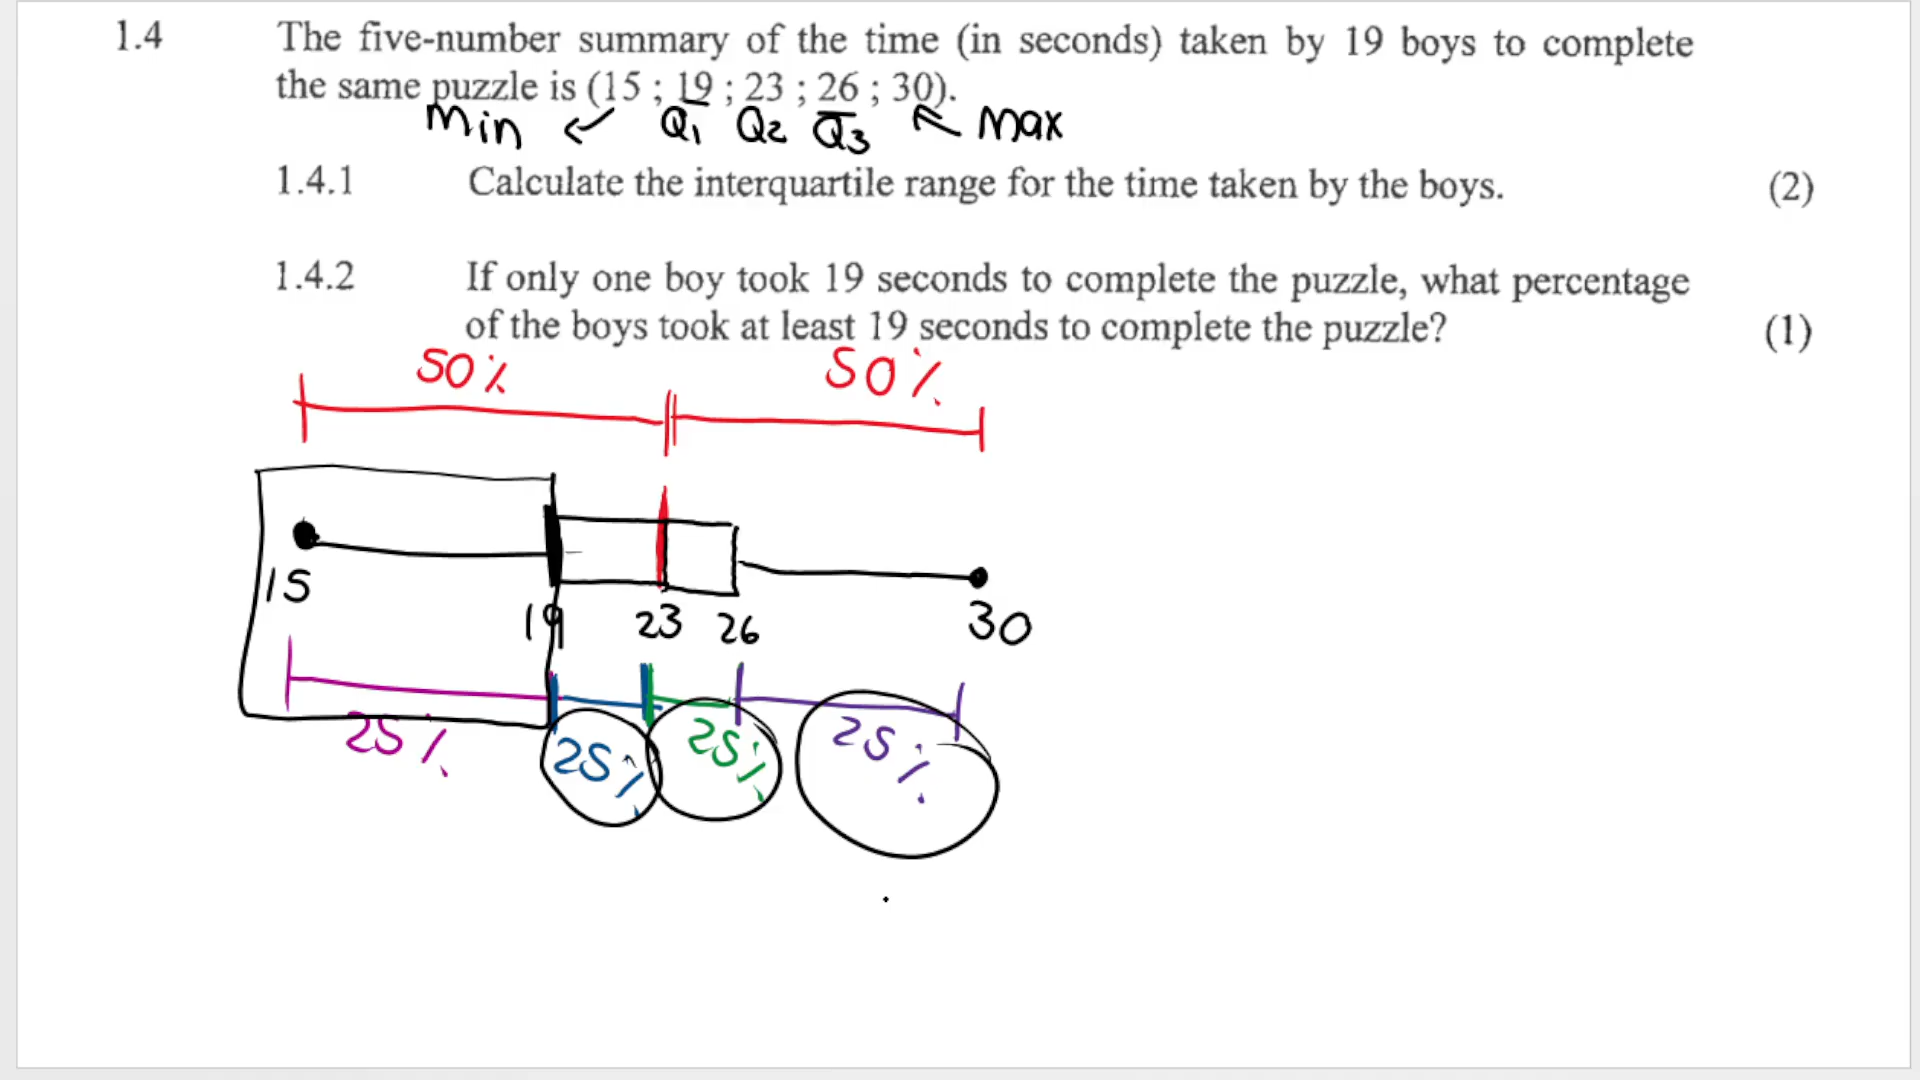 1.4 The five-number summary of the time (in seconds) taken by 19 boys to complete
the same puzzle is (15 ; 19 ; 23 ; 26 ; 30).
Min Q1 Q2 Q3 Max
1.4.1 Calculate the interquartile range for the time taken by the boys. (2)
1.4.2 If only one boy took 19 seconds to complete the puzzle, what percentage
of the boys took at least 19 seconds to complete the puzzle? (1)
50% 50%
15 19 23 26 30
25% 25% 25% 25%